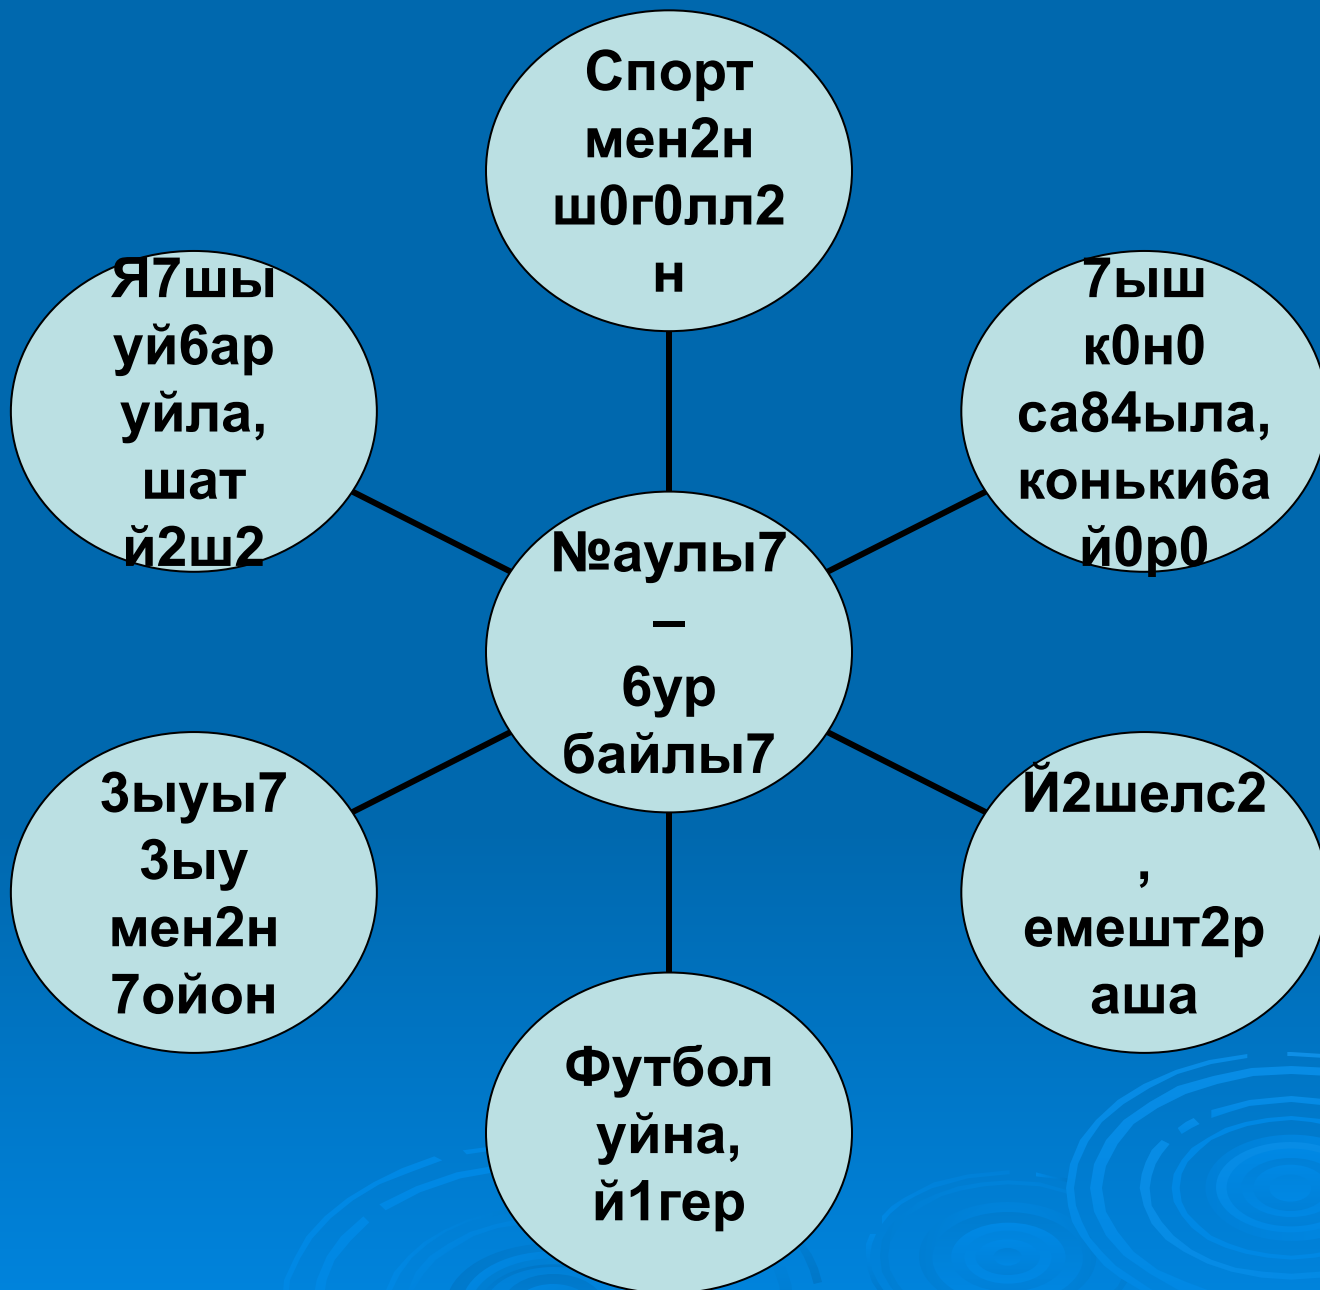 Спорт
мен2н
ш0г0лл2
н
Я7шы
уй6ар
уйла,
шат
й2ш2
7ыш
к0н0
са84ыла,
коньки6а
й0р0
№аулы7
–
6ур
байлы7
3ыуы7
3ыу
мен2н
7ойон
Й2шелс2
,
емешт2р
аша
Футбол
уйна,
й1гер